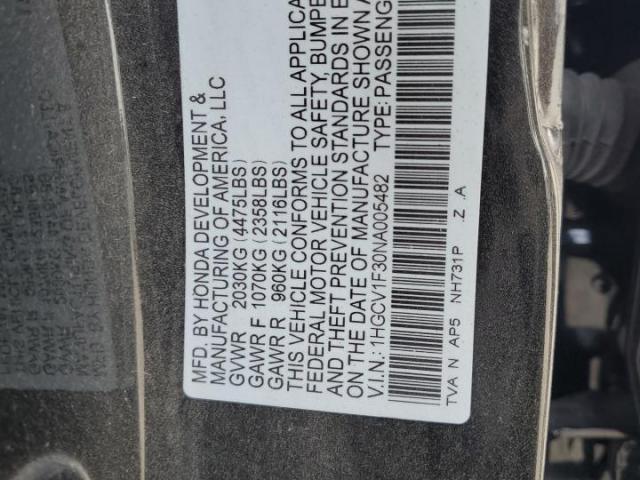 MFD. BY HONDA DEVELOPMENT &
MANUFACTURING OF AMERICA, LLC
GVWR 2030KG (4475LBS)
GAWR F 1070KG (2358LBS)
GAWR R 960KG (2116LBS)
THIS VEHICLE CONFORMS TO ALL APPLICA
FEDERAL MOTOR VEHICLE SAFETY, BUMPE
AND THEFT PREVENTION STANDARDS IN E
ON THE DATE OF MANUFACTURE SHOWN A
V.I.N.: 1HGCV1F30NA005482 TYPE: PASSENG
TVA N AP5 NH731P .Z .A